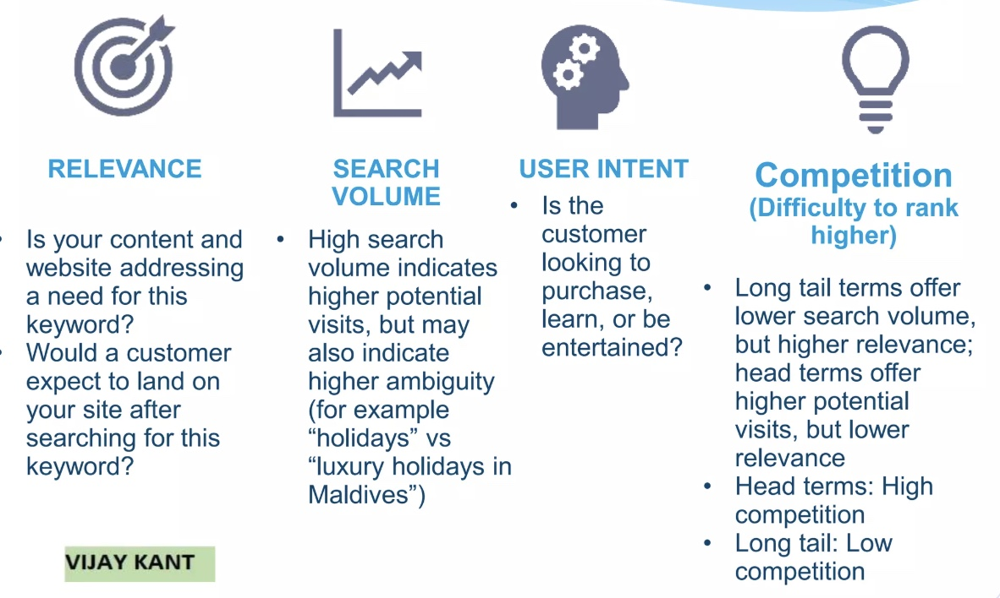 RELEVANCE
• Is your content and
website addressing
a need for this
keyword?
• Would a customer
expect to land on
your site after
searching for this
keyword?
SEARCH
VOLUME
• High search
volume indicates
higher potential
visits, but may
also indicate
higher ambiguity
(for example
“holidays” vs
“luxury holidays in
Maldives”)
USER INTENT
• Is the
customer
looking to
purchase,
learn, or be
entertained?
Competition
(Difficulty to rank
higher)
• Long tail terms offer
lower search volume,
but higher relevance;
head terms offer
higher potential
visits, but lower
relevance
• Head terms: High
competition
• Long tail: Low
competition
VIJAY KANT